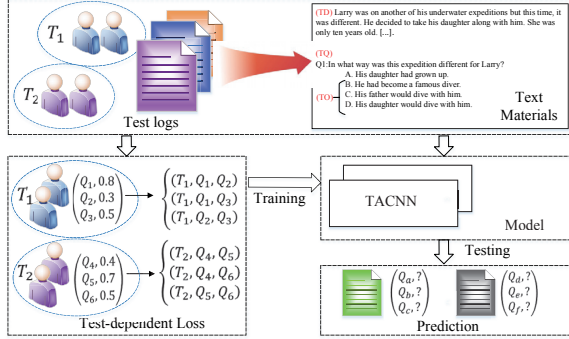 T1
T2
Test logs
(TD) Larry was on another of his underwater expeditions but this time, it
was different. He decided to take his daughter along with him. She was
only ten years old. [...].
(TQ)
Q1:In what way was this expedition different for Larry?
(TO)
A. His daughter had grown up.
B. He had become a famous diver.
C. His father would dive with him.
D. His daughter would dive with him.
Text
Materials
T1
(Q1, 0.8
Q2, 0.3
Q3, 0.5)
{(T1, Q1, Q2)
(T1, Q1, Q3)
(T1, Q2, Q3)
T2
(Q4, 0.4
Q5, 0.7
Q6, 0.5)
{(T2, Q4, Q5)
(T2, Q4, Q6)
(T2, Q5, Q6)
Test-dependent Loss
Training
TACNN
Model
Testing
(Qa, ?
Qb, ?
Qc, ?)
(Qd, ?
Qe, ?
Qf, ?)
Prediction